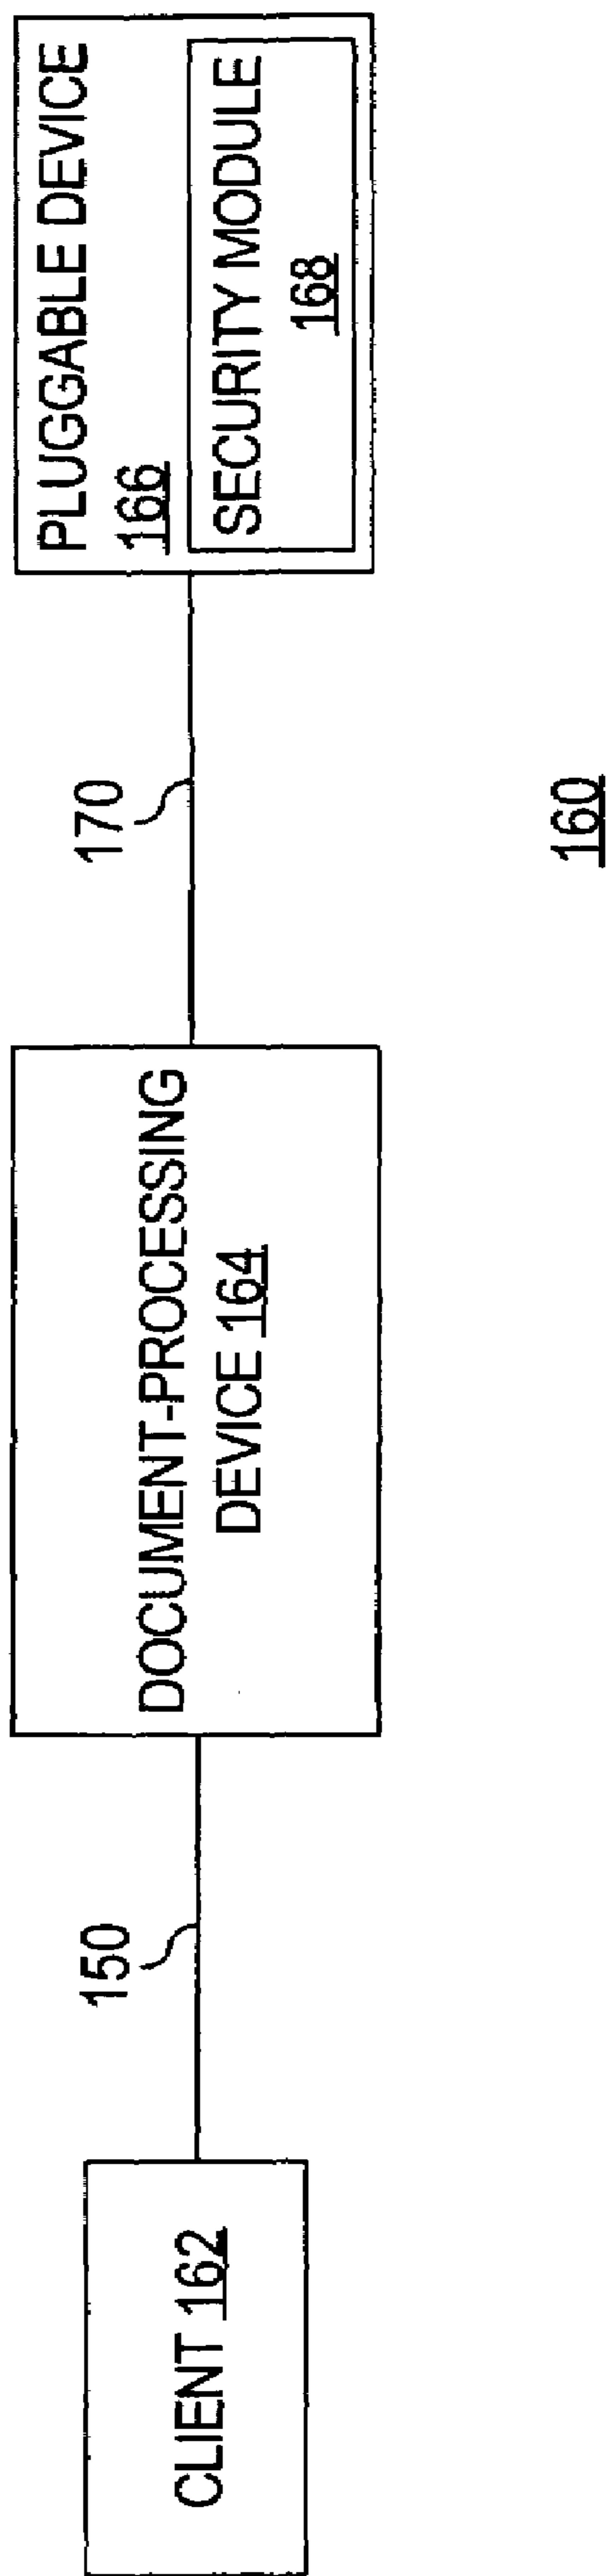 CLIENT 162
150
DOCUMENT-PROCESSING
DEVICE 164
170
PLUGGABLE DEVICE
166
SECURITY MODULE
168
160